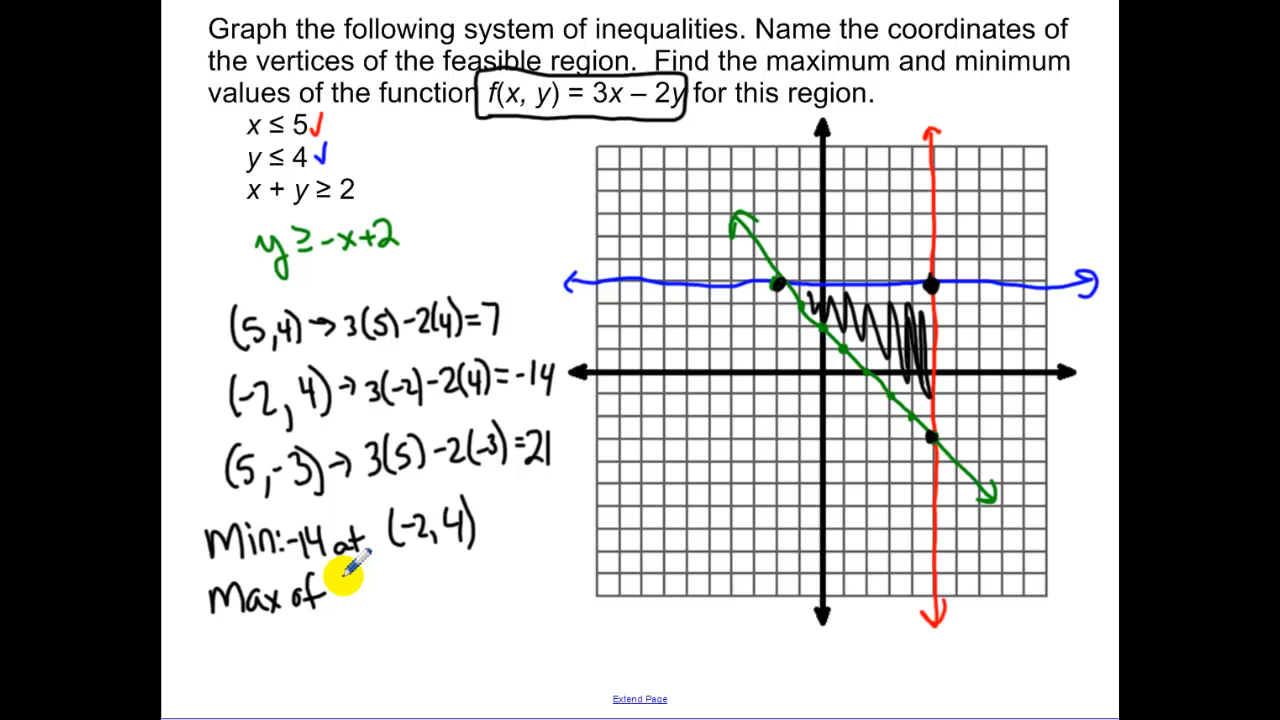 Graph the following system of inequalities. Name the coordinates of
the vertices of the feasible region. Find the maximum and minimum
values of the function f(x, y) = 3x – 2y for this region.
x ≤ 5
y ≤ 4
x + y ≥ 2
y ≥ -x+2
(5,4) → 3(5) -2(4)=7
(-2, 4) → 3(-2) -2(4) = -14
(5, -3) → 3(5) -2(-3)=21
Min: -14 at (-2, 4)
Max of
Extend Page